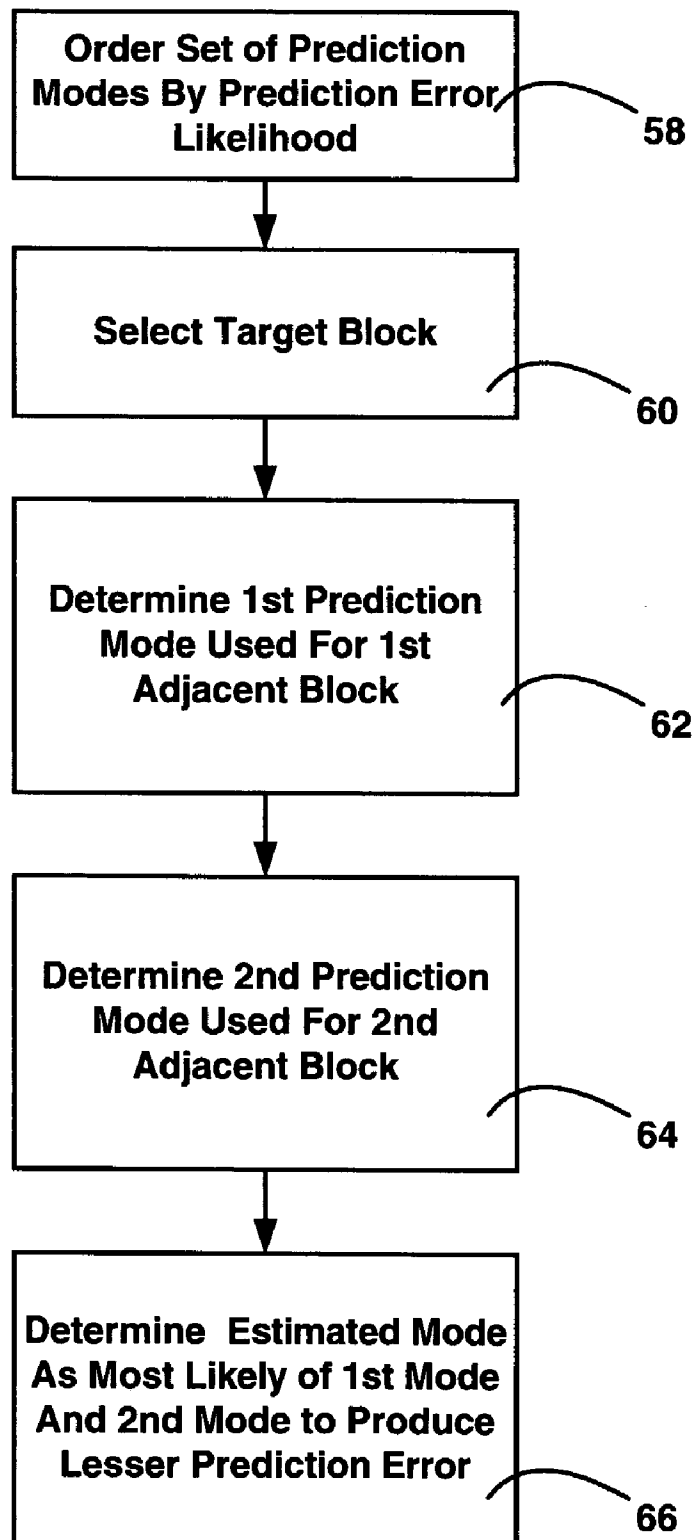 Order Set of Prediction
Modes By Prediction Error
Likelihood
58
Select Target Block
60
Determine 1st Prediction
Mode Used For 1st
Adjacent Block
62
Determine 2nd Prediction
Mode Used For 2nd
Adjacent Block
64
Determine Estimated Mode
As Most Likely of 1st Mode
And 2nd Mode to Produce
Lesser Prediction Error
66